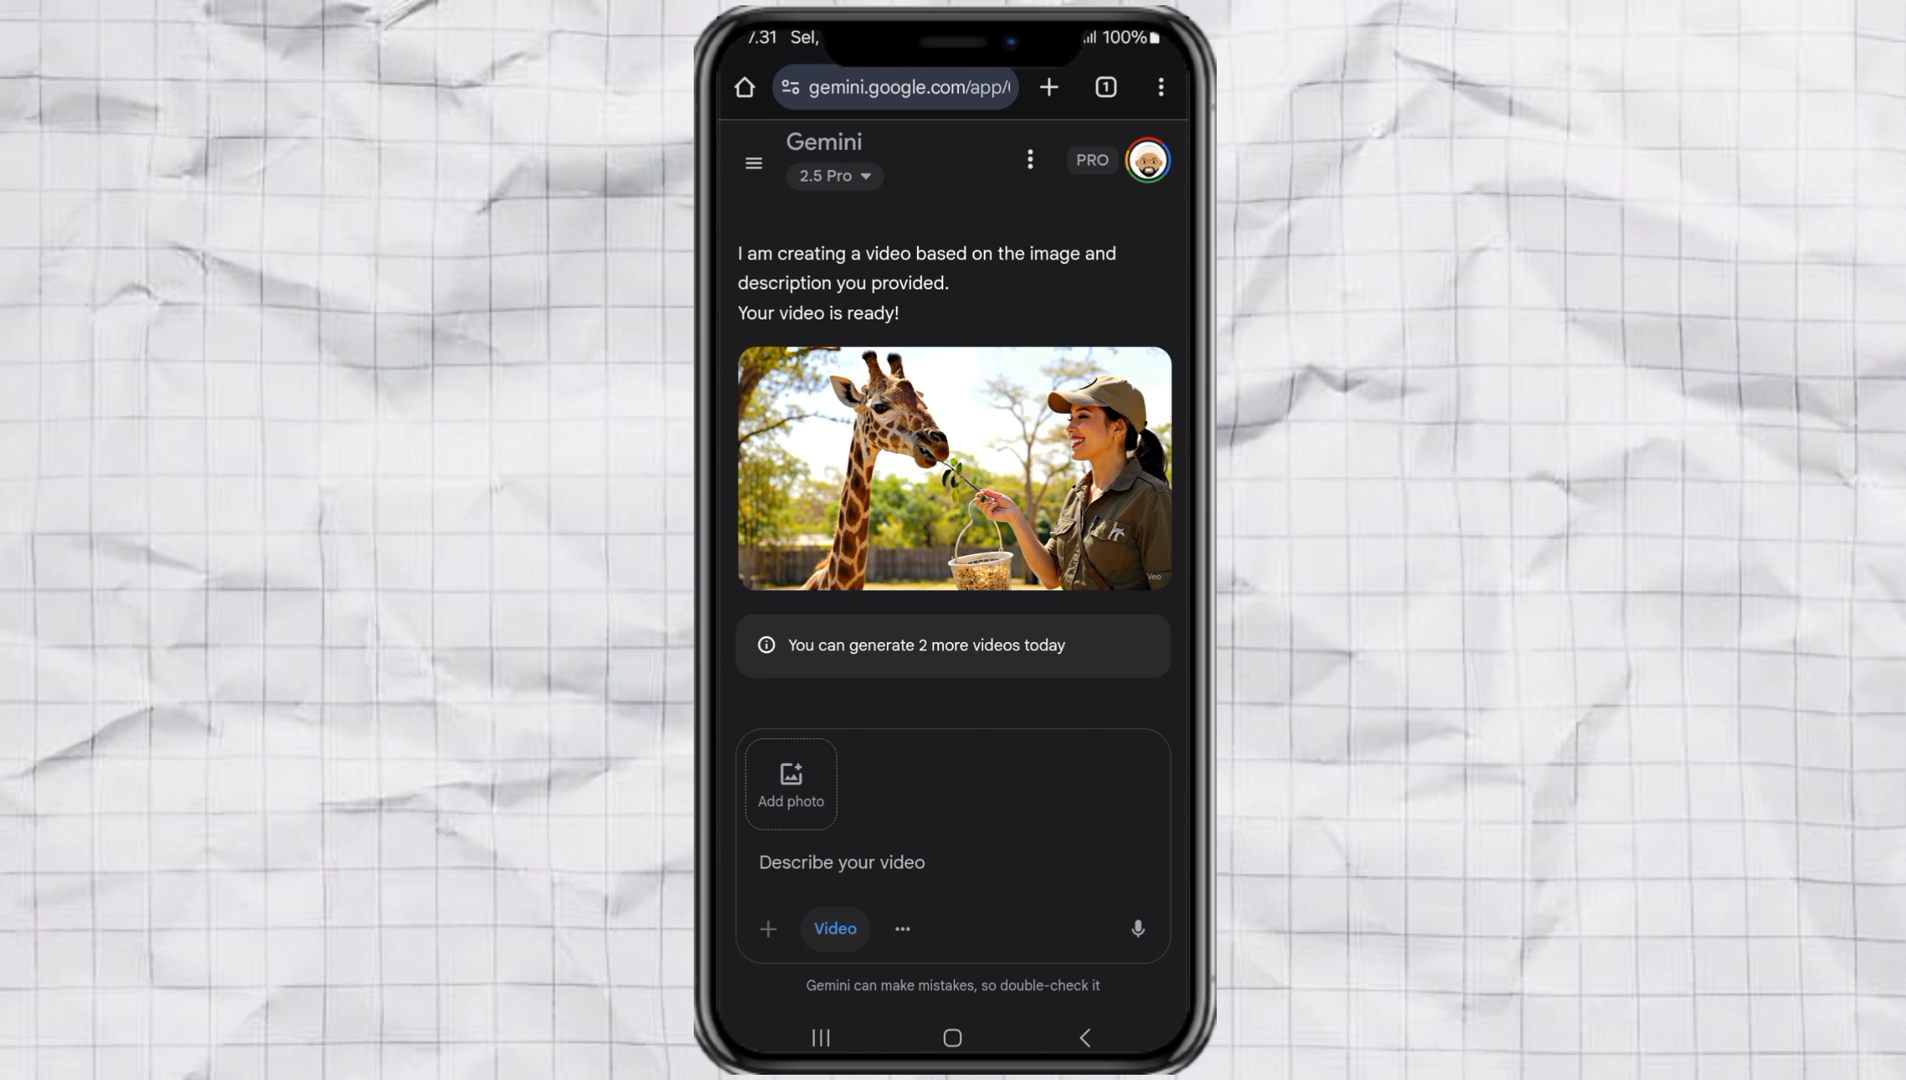 7.31 Sel,
100%
gemini.google.com/app/
1
Gemini
2.5 Pro
PRO
I am creating a video based on the image and
description you provided.
Your video is ready!
Veo
You can generate 2 more videos today
Add photo
Describe your video
Video
Gemini can make mistakes, so double-check it